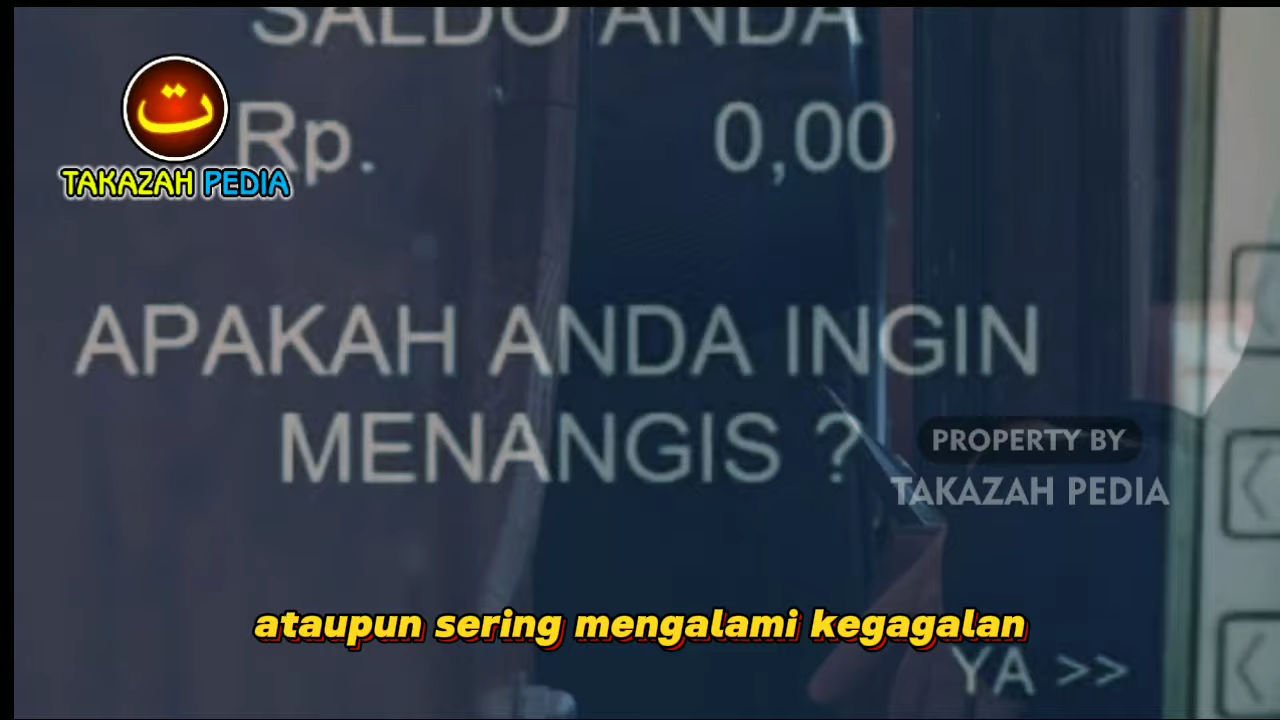 SALDO ANDA
Rp. 0,00
ت
TAKAZAH PEDIA
APAKAH ANDA INGIN
MENANGIS ?
PROPERTY BY
TAKAZAH PEDIA
ataupun sering mengalami kegagalan
YA >>